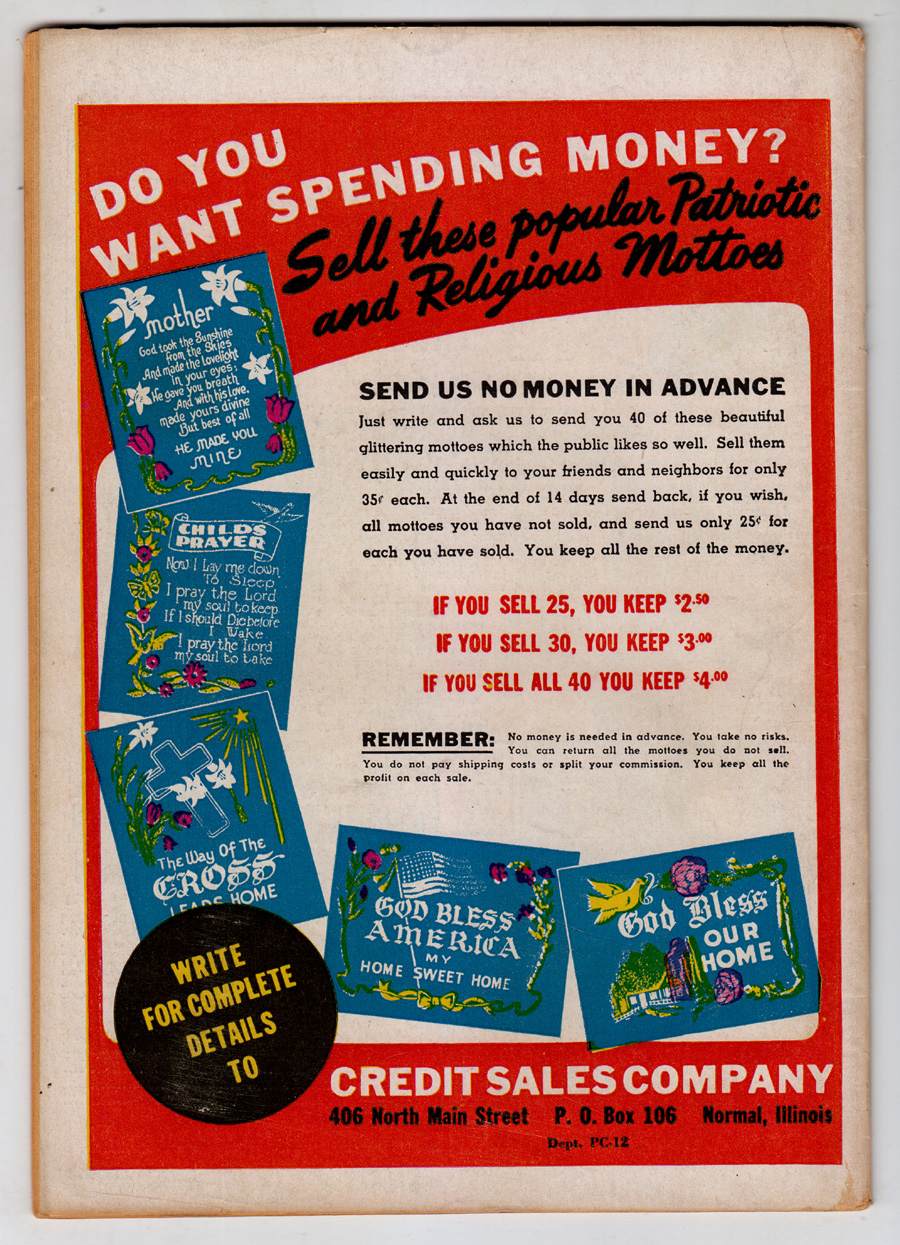 DO YOU
WANT SPENDING MONEY?
Sell these popular Patriotic
and Religious Mottoes
mother
God took the Sunshine
from the Skies
And made the Lovelight
in your eyes:
He gave you breath
And with his love.
made yours divine
But best of all
HE MADE YOU
MINE
CHILD'S
PRAYER
Now I Lay me down
To Sleep
I pray the Lord
my soul to keep
If I should Die before
I Wake
I pray the Lord
my soul to take
The Way Of The
CROSS
LEADS HOME
SEND US NO MONEY IN ADVANCE
Just write and ask us to send you 40 of these beautiful
glittering mottoes which the public likes so well. Sell them
easily and quickly to your friends and neighbors for only
35¢ each. At the end of 14 days send back, if you wish,
all mottoes you have not sold, and send us only 25¢ for
each you have sold. You keep all the rest of the money.
IF YOU SELL 25, YOU KEEP $2.50
IF YOU SELL 30, YOU KEEP $3.00
IF YOU SELL ALL 40 YOU KEEP $4.00
REMEMBER: No money is needed in advance. You take no risks.
You can return all the mottoes you do not sell.
You do not pay shipping costs or split your commission. You keep all the
profit on each sale.
GOD BLESS
AMERICA
MY
HOME SWEET HOME
God Bless
OUR
HOME
WRITE
FOR COMPLETE
DETAILS
TO
CREDIT SALES COMPANY
406 North Main Street P. O. Box 106 Normal, Illinois
Dept. PC-12